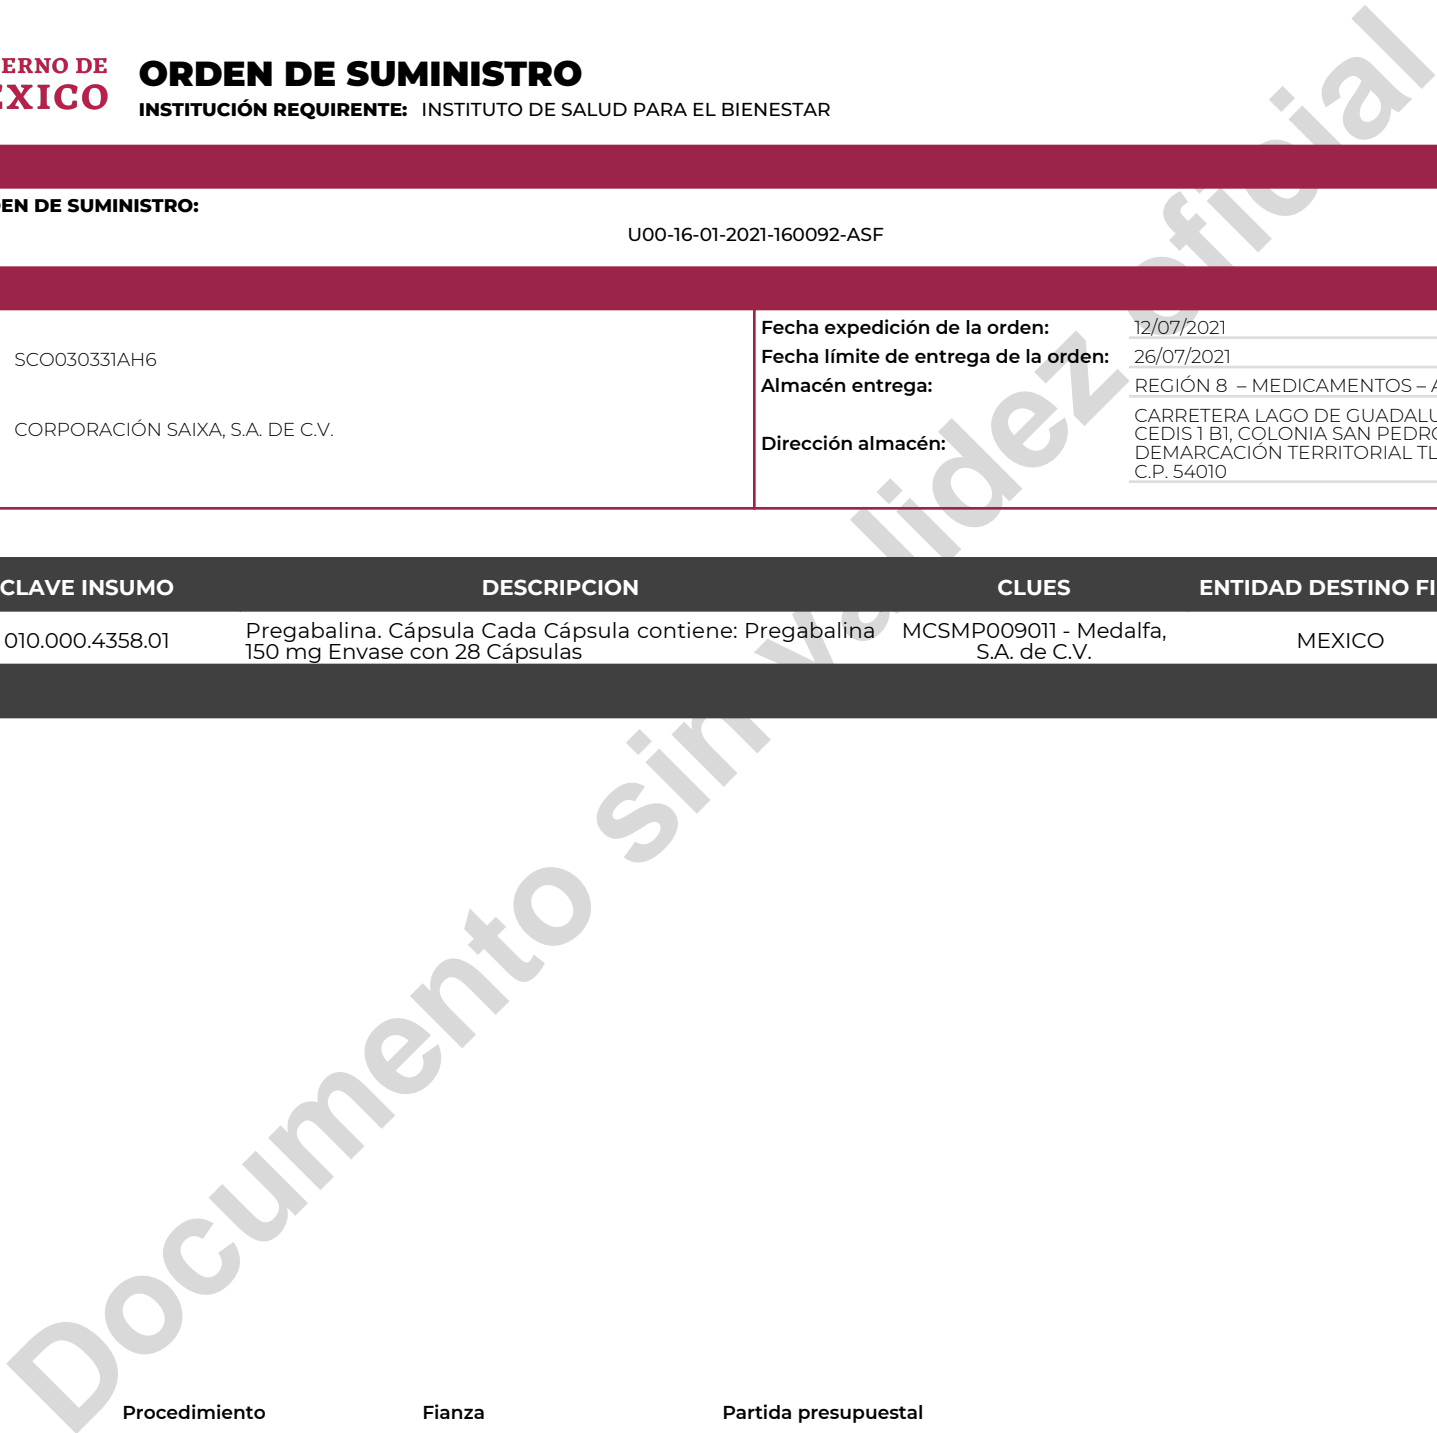 ERNO DE
EXICO
ORDEN DE SUMINISTRO
INSTITUCIÓN REQUIRENTE: INSTITUTO DE SALUD PARA EL BIENESTAR
EN DE SUMINISTRO:
U00-16-01-2021-160092-ASF
SCO030331AH6
CORPORACIÓN SAIXA, S.A. DE C.V.
Fecha expedición de la orden: 12/07/2021
Fecha límite de entrega de la orden: 26/07/2021
Almacén entrega: REGIÓN 8 – MEDICAMENTOS – A
Dirección almacén:
CARRETERA LAGO DE GUADALU
CEDIS 1 B1, COLONIA SAN PEDRO
DEMARCACIÓN TERRITORIAL TL
C.P. 54010
CLAVE INSUMO DESCRIPCION CLUES ENTIDAD DESTINO FI
010.000.4358.01
Pregabalina. Cápsula Cada Cápsula contiene: Pregabalina
150 mg Envase con 28 Cápsulas
MCSMP009011 - Medalfa,
S.A. de C.V.
MEXICO
Documento sin validez oficial
Procedimiento Fianza Partida presupuestal